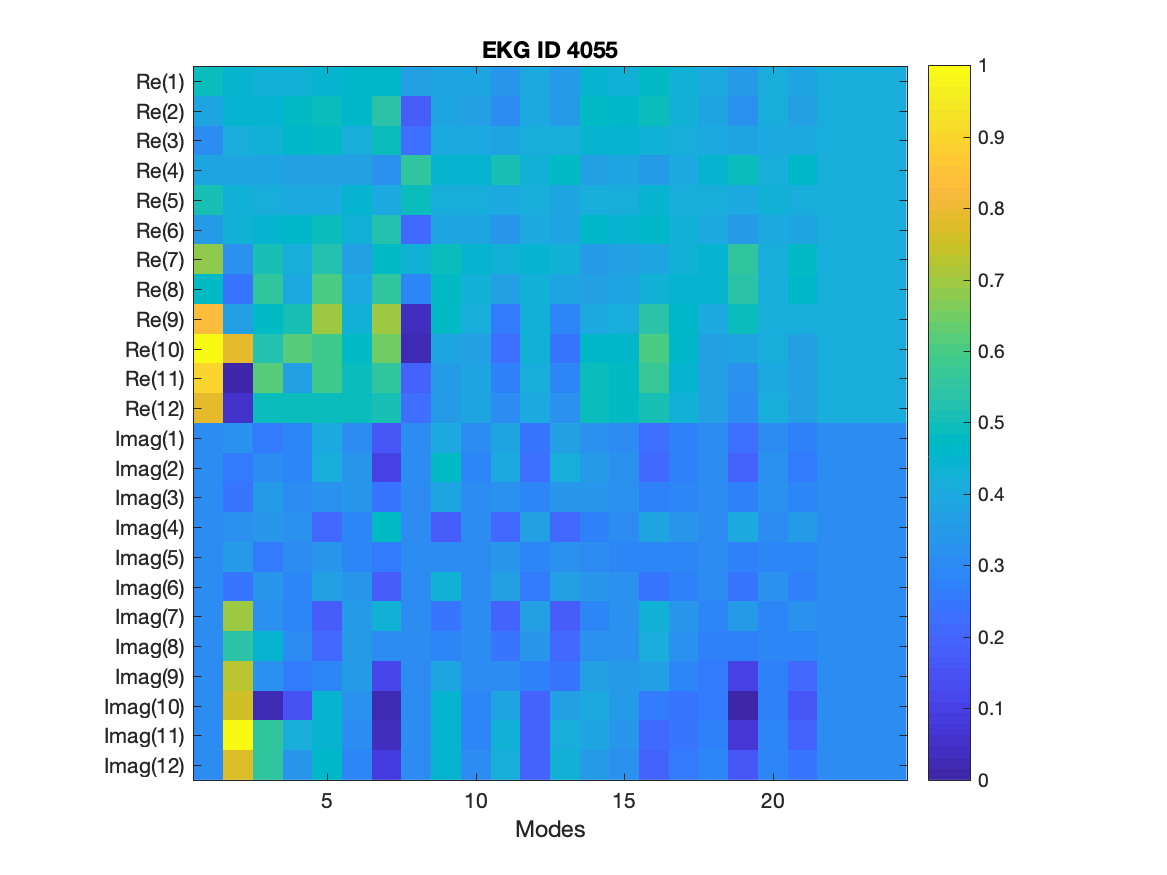 EKG ID 4055
Re(1)
Re(2)
Re(3)
Re(4)
Re(5)
Re(6)
Re(7)
Re(8)
Re(9)
Re(10)
Re(11)
Re(12)
Imag(1)
Imag(2)
Imag(3)
Imag(4)
Imag(5)
Imag(6)
Imag(7)
Imag(8)
Imag(9)
Imag(10)
Imag(11)
Imag(12)
5 10 15 20
Modes
1
0.9
0.8
0.7
0.6
0.5
0.4
0.3
0.2
0.1
0